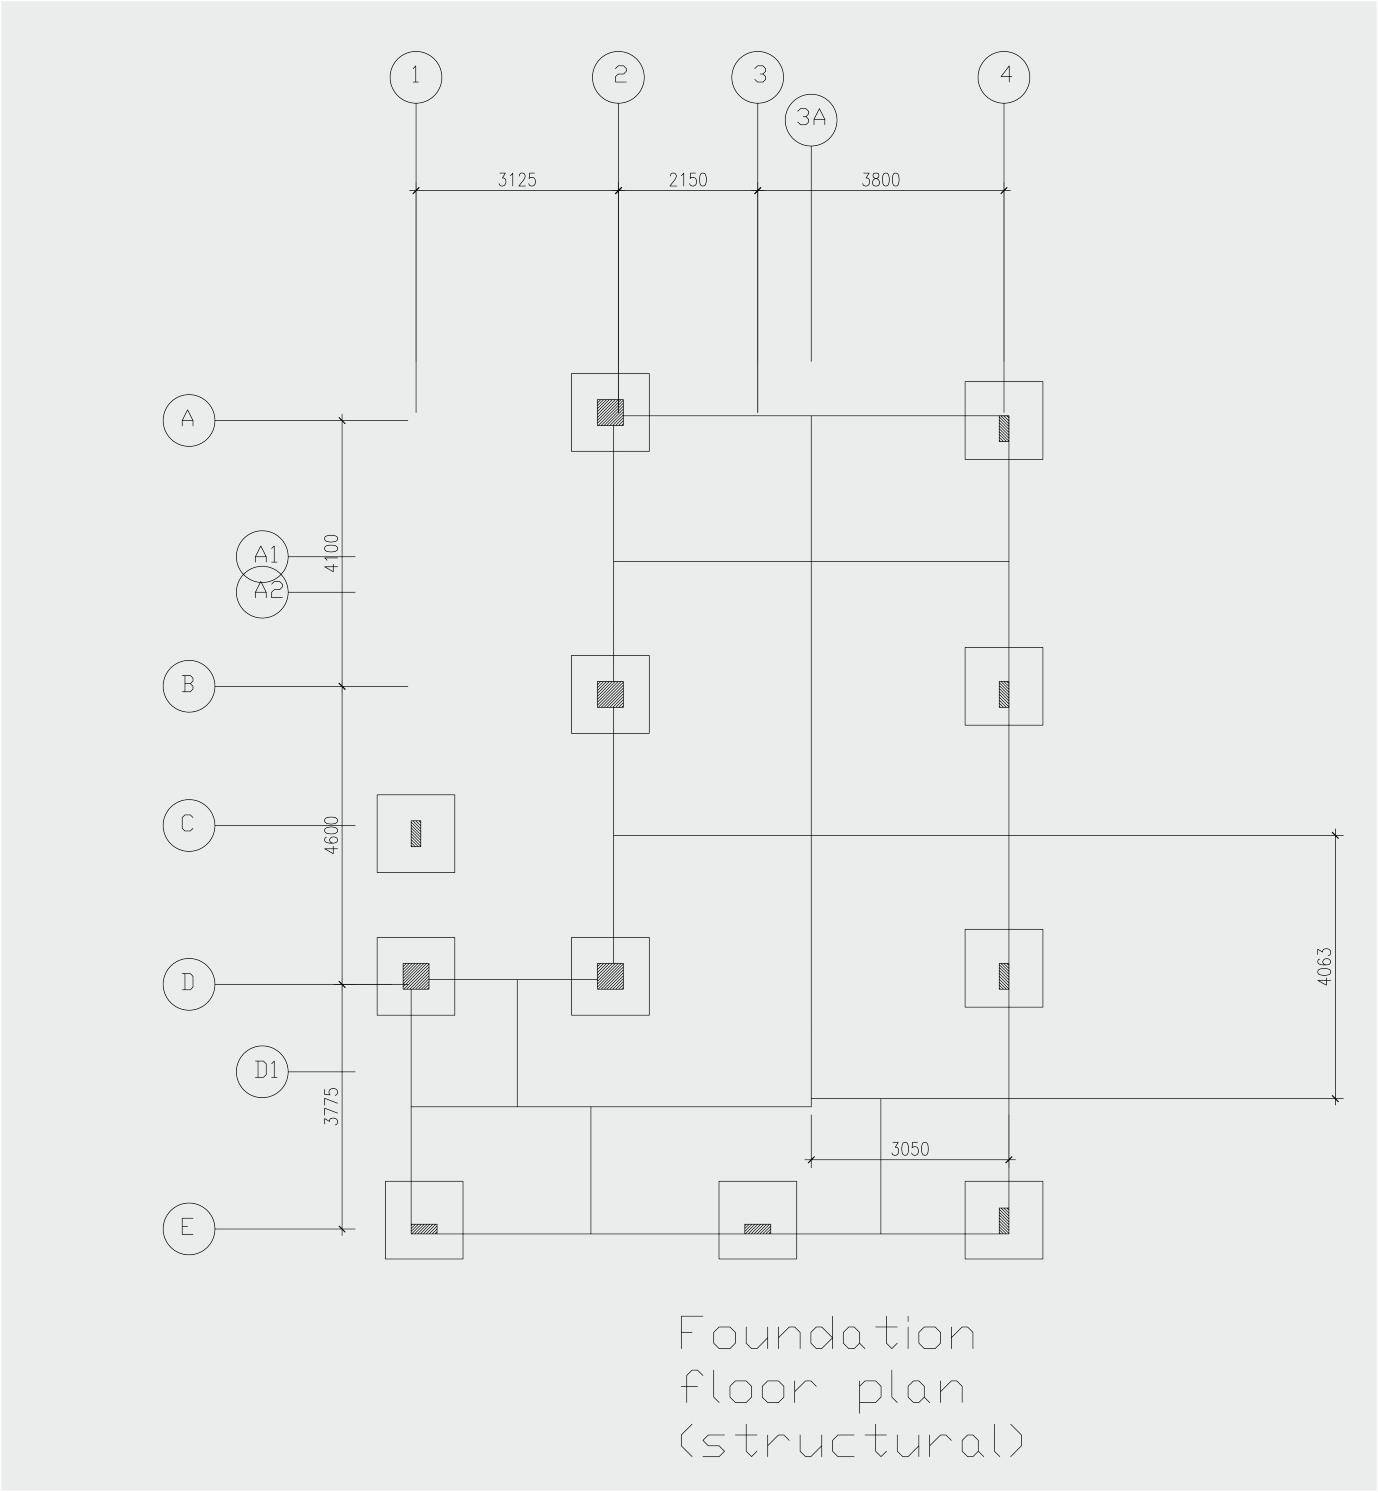 1
2
3
4
3A
3125
2150
3800
A
A1
4100
A2
B
C
4600
D
4063
D1
3775
3050
E
Foundation
floor plan
(structural)